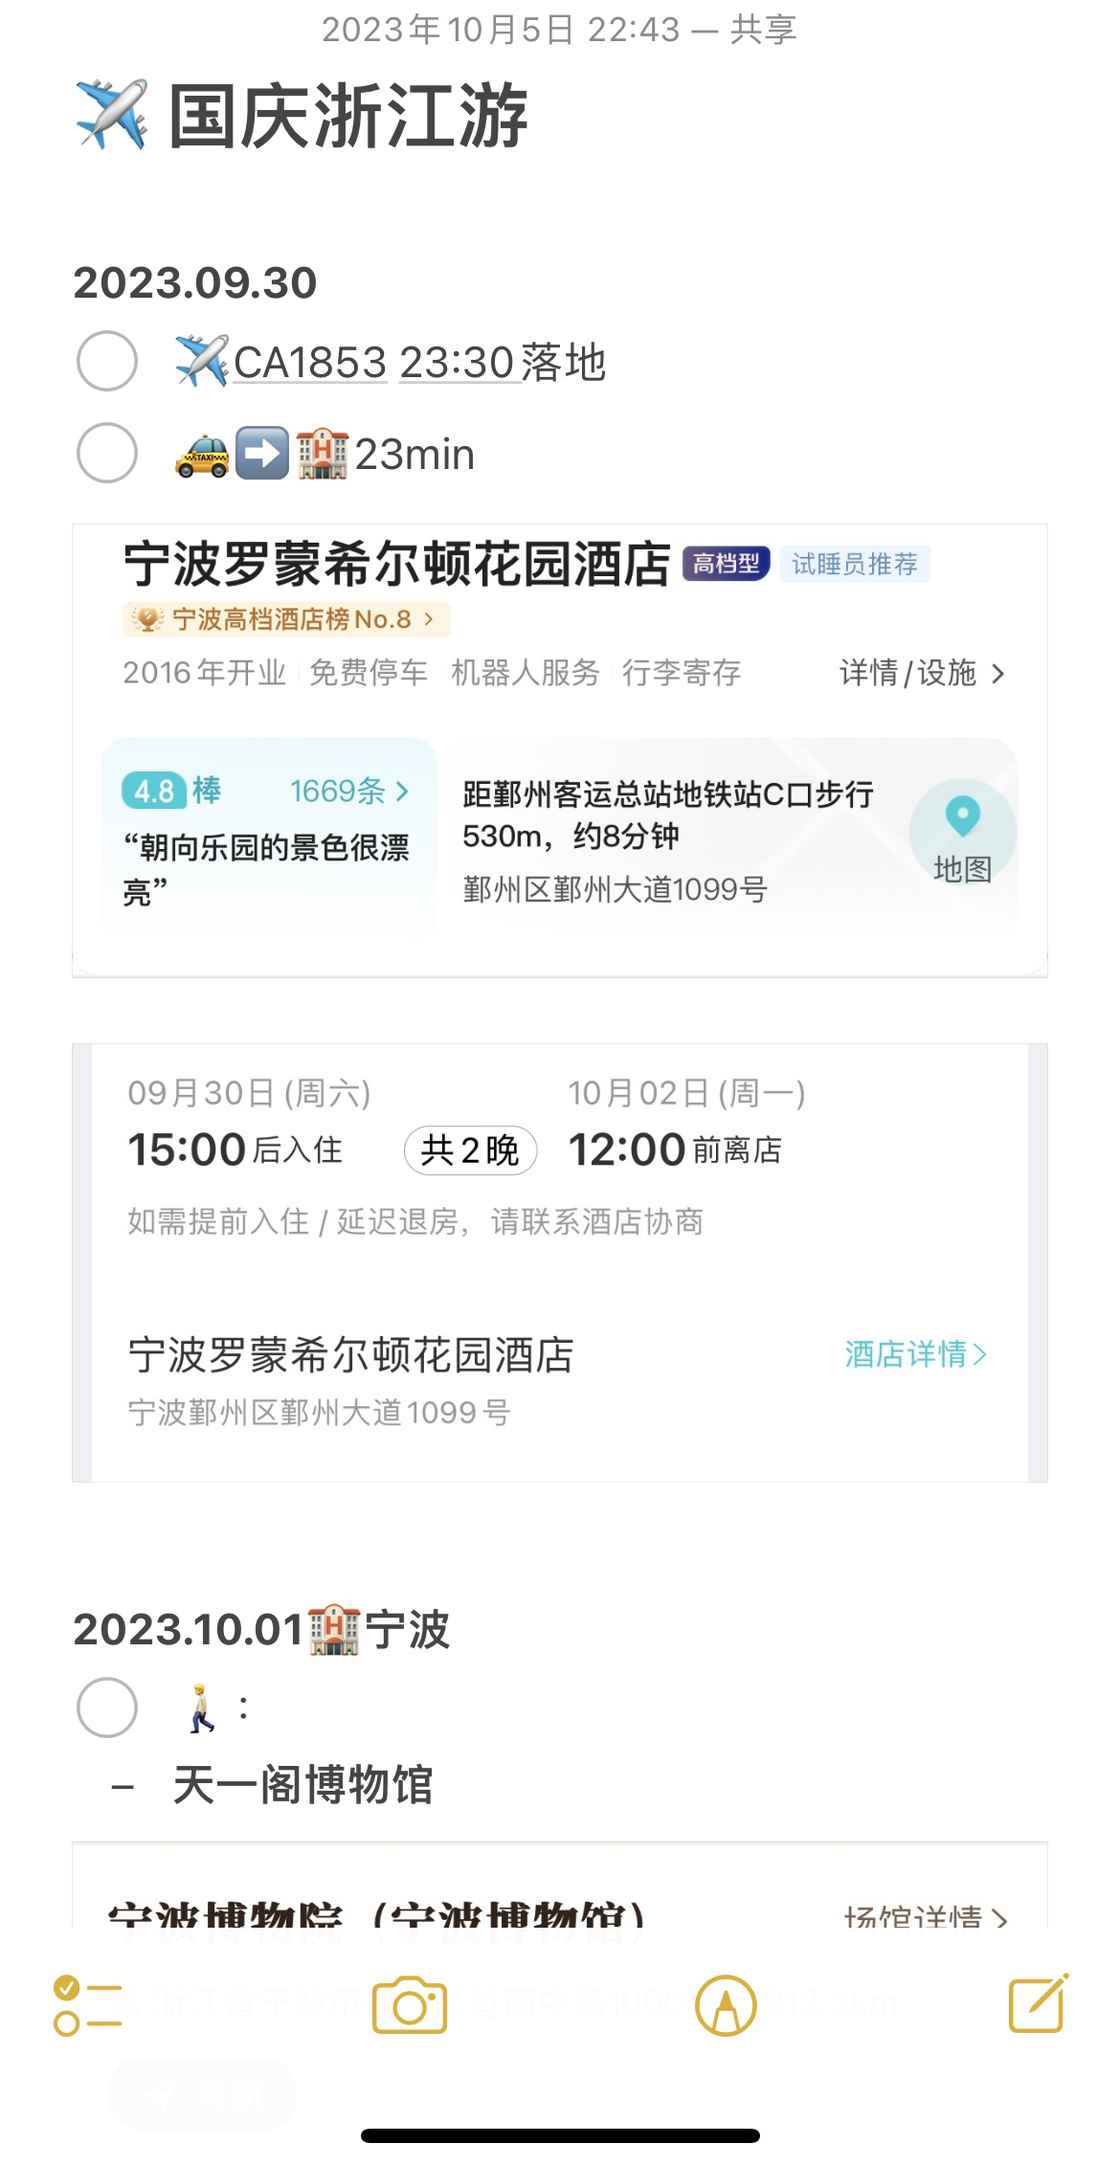 2023年10月5日 22:43 — 共享
✈️ 国庆浙江游
2023.09.30
✈️CA1853 23:30落地
🚕➡️🏨23min
宁波罗蒙希尔顿花园酒店 高档型 试睡员推荐
宁波高档酒店榜No.8 >
2016年开业 免费停车 机器人服务 行李寄存 详情/设施 >
4.8 棒 1669条 >
“朝向乐园的景色很漂
亮”
距鄞州客运总站地铁站C口步行
530m，约8分钟
鄞州区鄞州大道1099号
地图
09月30日(周六) 10月02日(周一)
15:00后入住 共2晚 12:00前离店
如需提前入住 / 延迟退房，请联系酒店协商
宁波罗蒙希尔顿花园酒店 酒店详情>
宁波鄞州区鄞州大道1099号
2023.10.01🏨宁波
🚶：
– 天一阁博物馆
宁波博物院（宁波博物馆） 场馆详情 >